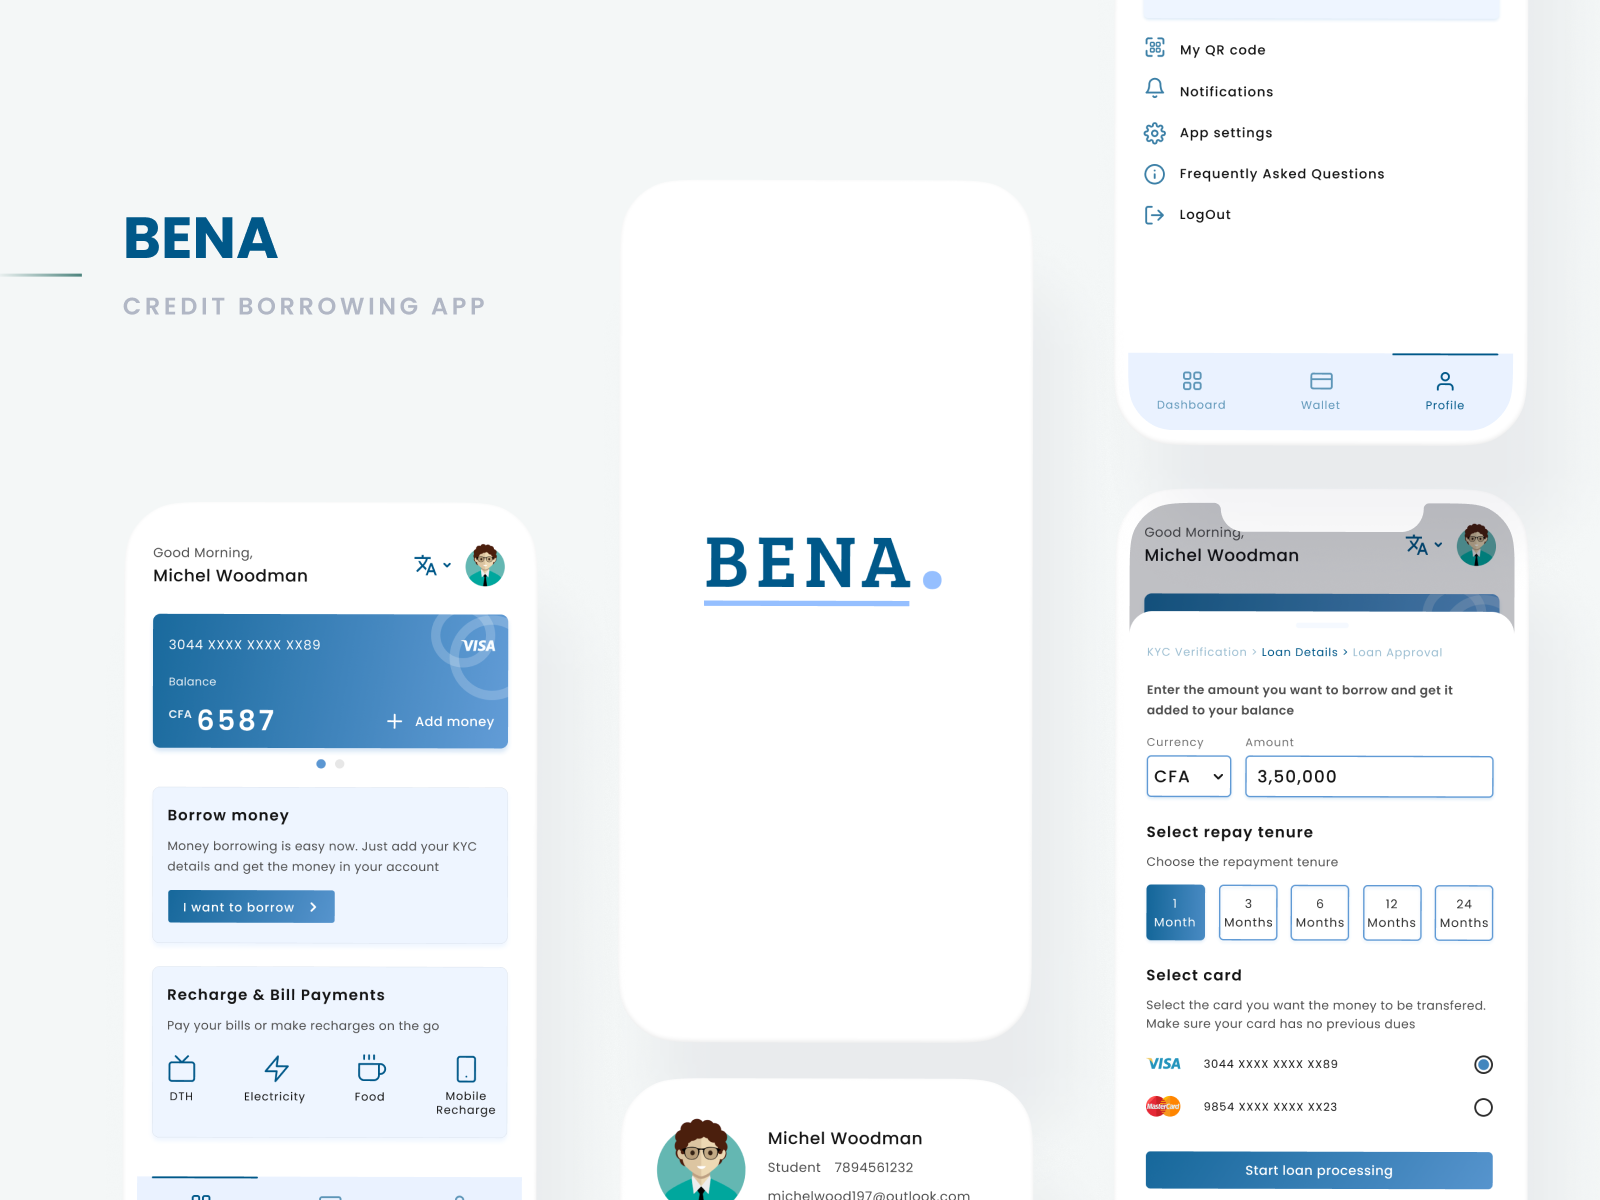 BENA
CREDIT BORROWING APP
Good Morning,
Michel Woodman
3044 XXXX XXXX XX89
VISA
Balance
CFA 6587
Add money
Borrow money
Money borrowing is easy now. Just add your KYC
details and get the money in your account
I want to borrow
Recharge & Bill Payments
Pay your bills or make recharges on the go
DTH
Electricity
Food
Mobile
Recharge
BENA.
Michel Woodman
Student 7894561232
michelwood197@outlook.com
My QR code
Notifications
App settings
Frequently Asked Questions
LogOut
Dashboard
Wallet
Profile
Good Morning,
Michel Woodman
KYC Verification > Loan Details > Loan Approval
Enter the amount you want to borrow and get it
added to your balance
Currency
Amount
CFA
3,50,000
Select repay tenure
Choose the repayment tenure
1
Month
3
Months
6
Months
12
Months
24
Months
Select card
Select the card you want the money to be transfered.
Make sure your card has no previous dues
VISA
3044 XXXX XXXX XX89
MasterCard
9854 XXXX XXXX XX23
Start loan processing